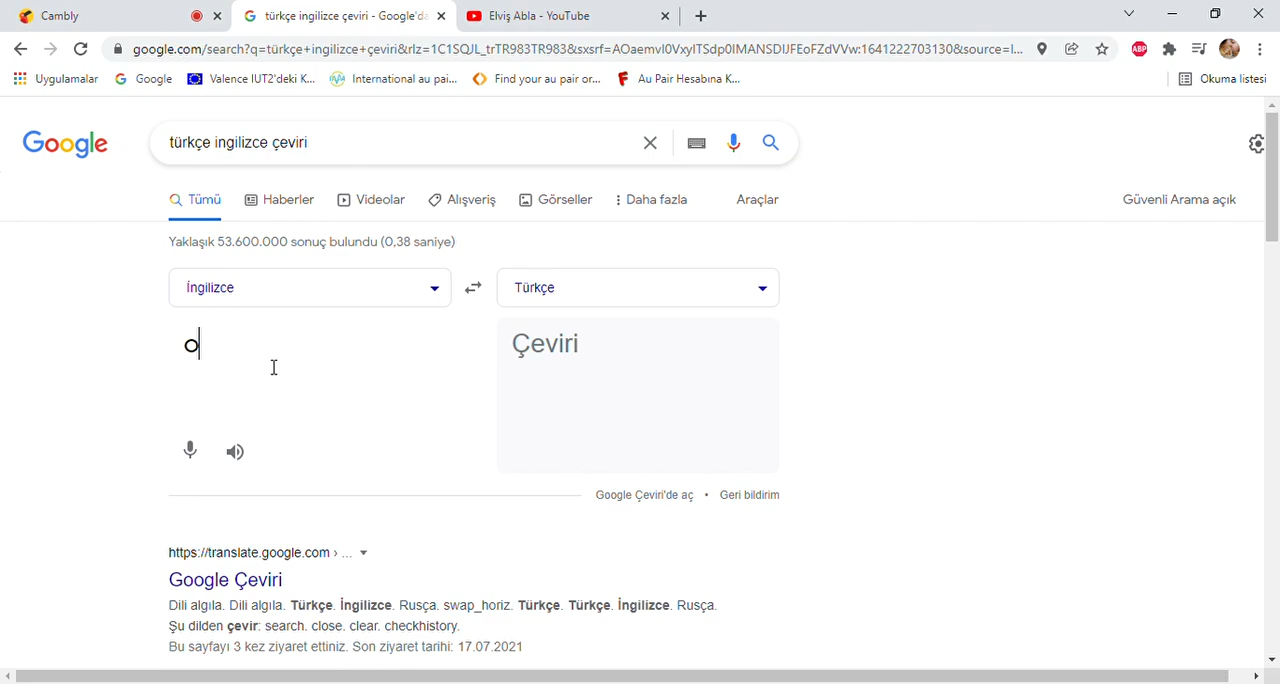 Cambly
türkçe ingilizce çeviri - Google'da
Elviş Abla - YouTube
google.com/search?q=türkçe+ingilizce+çeviri&rlz=1C1SQJL_trTR983TR983&sxsrf=AOaemvI0VxyITSdp0IMANSDIJFEoFZdVVw:1641222703130&source=l...
ABP
Uygulamalar
Google
Valence IUT2'deki K...
International au pai...
Find your au pair or...
Au Pair Hesabına K...
Okuma listesi
Google
türkçe ingilizce çeviri
Tümü
Haberler
Videolar
Alışveriş
Görseller
Daha fazla
Araçlar
Güvenli Arama açık
Yaklaşık 53.600.000 sonuç bulundu (0,38 saniye)
İngilizce
Türkçe
o
Çeviri
Google Çeviri'de aç • Geri bildirim
https://translate.google.com › ...
Google Çeviri
Dili algıla. Dili algıla. Türkçe. İngilizce. Rusça. swap_horiz. Türkçe. Türkçe. İngilizce. Rusça.
Şu dilden çevir: search. close. clear. checkhistory.
Bu sayfayı 3 kez ziyaret ettiniz. Son ziyaret tarihi: 17.07.2021